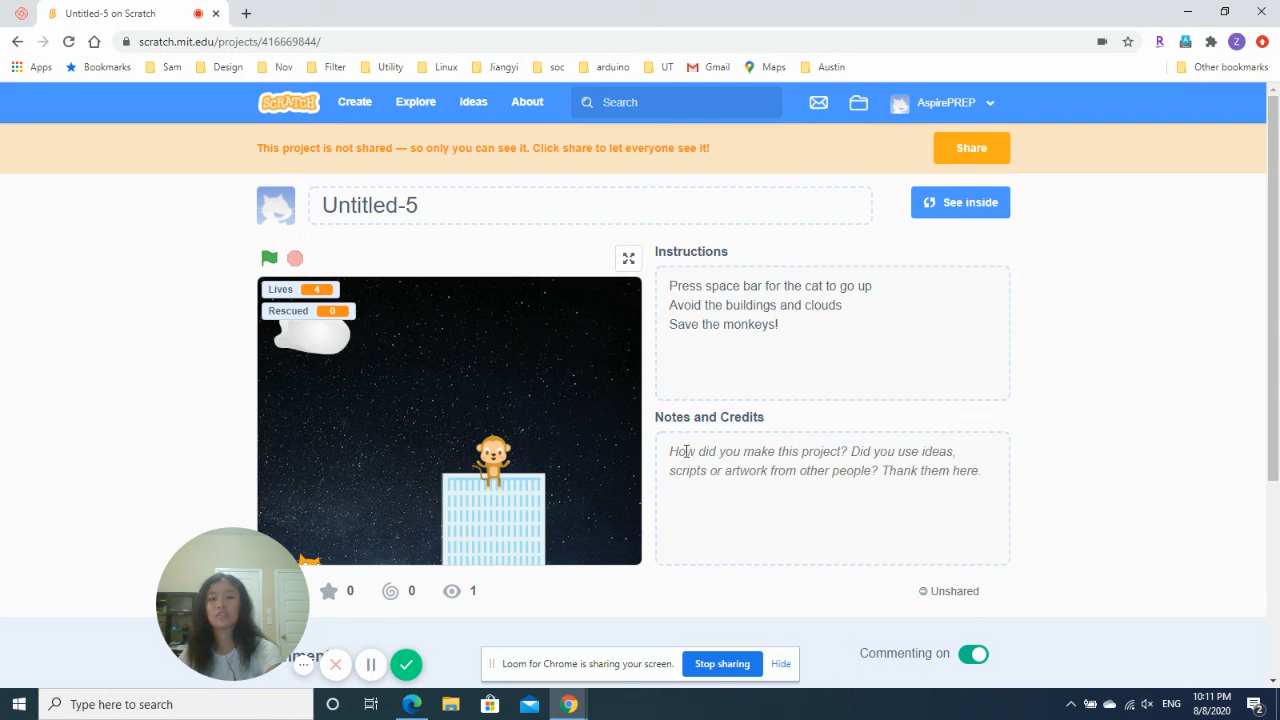 Untitled-5 on Scratch
scratch.mit.edu/projects/416669844/
Apps Bookmarks Sam Design Nov Filter Utility Linux Jiangyi soc arduino UT Gmail Maps Austin Other bookmarks
SCRATCH Create Explore Ideas About Search AspirePREP
This project is not shared — so only you can see it. Click share to let everyone see it! Share
Untitled-5 See inside
Instructions
Lives 4
Rescued 0
Press space bar for the cat to go up
Avoid the buildings and clouds
Save the monkeys!
Notes and Credits
How did you make this project? Did you use ideas,
scripts or artwork from other people? Thank them here.
0 0 1 Unshared
Commenting on
Loom for Chrome is sharing your screen. Stop sharing Hide
Type here to search
ENG
10:11 PM
8/8/2020
2